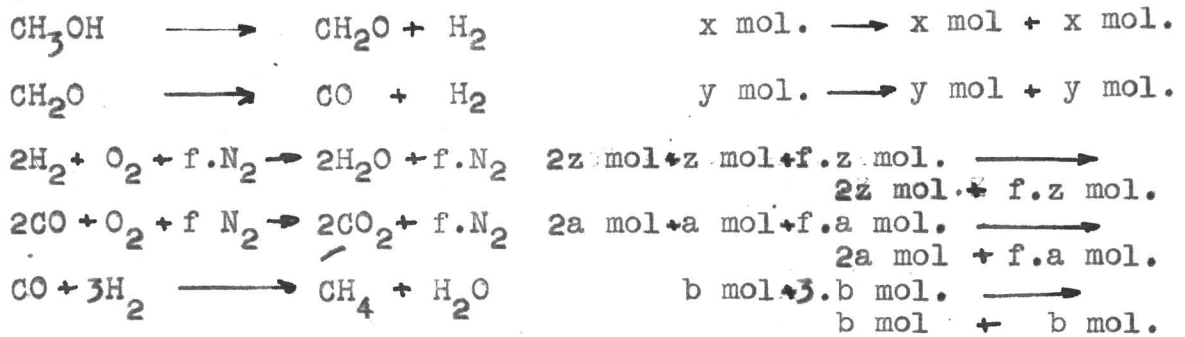 CH₃OH ⟶ CH₂O + H₂ x mol. ⟶ x mol + x mol.
CH₂O ⟶ CO + H₂ y mol. ⟶ y mol + y mol.
2H₂ + O₂ + f.N₂ → 2H₂O + f.N₂ 2z mol+z mol+f.z mol. ⟶
2z mol + f.z mol.
2CO + O₂ + f N₂ → 2CO₂ + f.N₂ 2a mol+a mol+f.a mol. ⟶
2a mol + f.a mol.
CO + 3H₂ ⟶ CH₄ + H₂O b mol+3.b mol. ⟶
b mol + b mol.